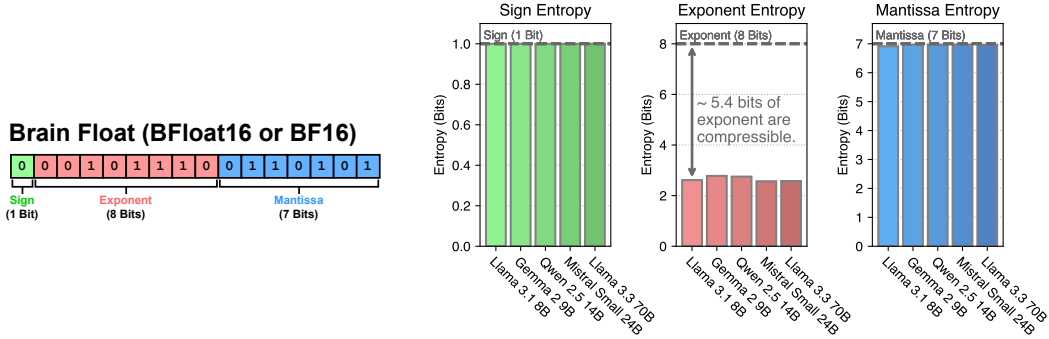 Brain Float (BFloat16 or BF16)
0 0 0 1 0 1 1 1 0 0 1 1 0 1 0 1
Sign
(1 Bit)
Exponent
(8 Bits)
Mantissa
(7 Bits)
Sign Entropy
Entropy (Bits)
1.0
0.8
0.6
0.4
0.2
0.0
Sign (1 Bit)
Llama 3.1 8B
Gemma 2 9B
Qwen 2.5 14B
Mistral Small 24B
Llama 3.3 70B
Exponent Entropy
Entropy (Bits)
8
6
4
2
0
Exponent (8 Bits)
~ 5.4 bits of
exponent are
compressible.
Llama 3.1 8B
Gemma 2 9B
Qwen 2.5 14B
Mistral Small 24B
Llama 3.3 70B
Mantissa Entropy
Entropy (Bits)
7
6
5
4
3
2
1
0
Mantissa (7 Bits)
Llama 3.1 8B
Gemma 2 9B
Qwen 2.5 14B
Mistral Small 24B
Llama 3.3 70B